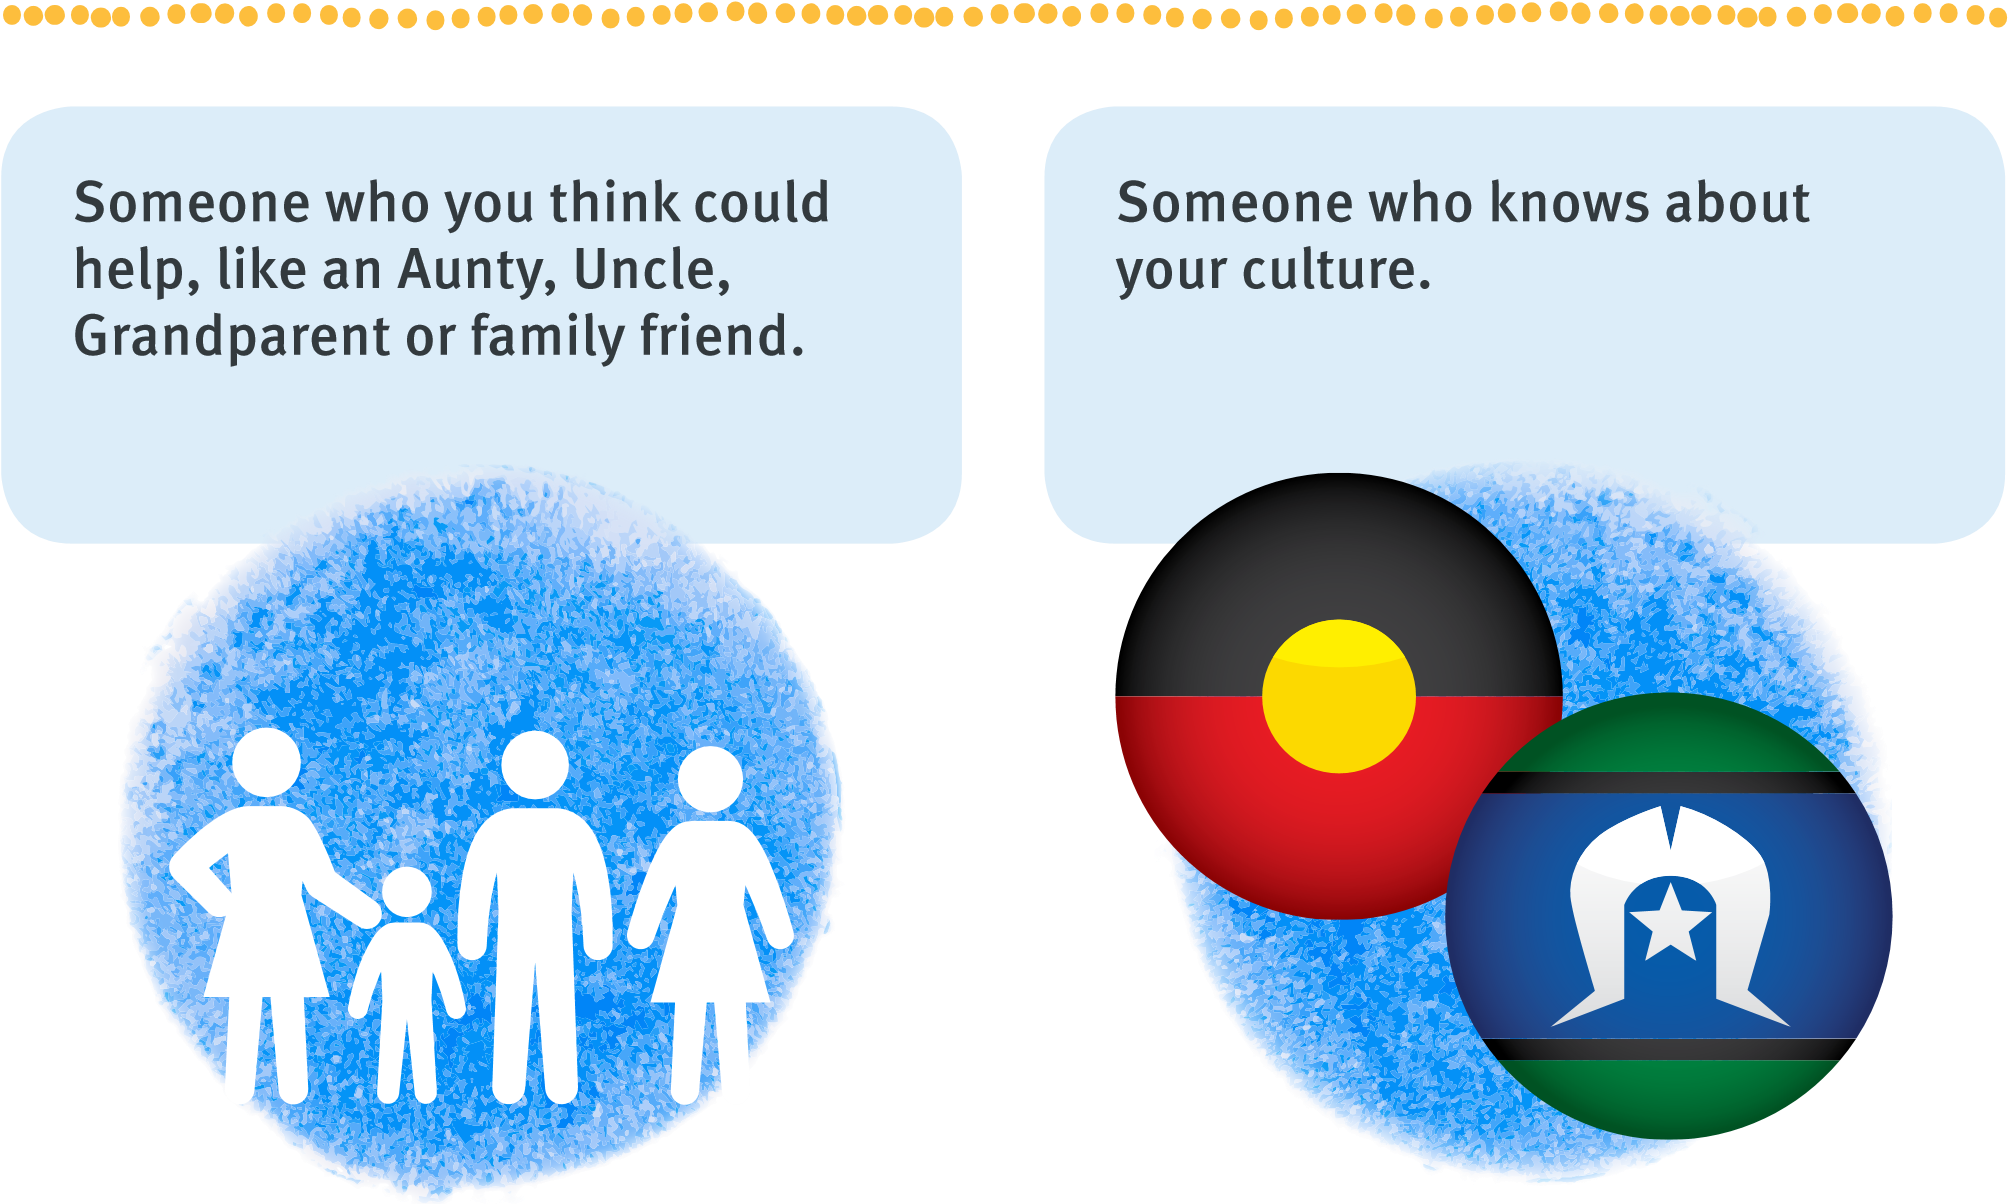 Someone who you think could
help, like an Aunty, Uncle,
Grandparent or family friend.
Someone who knows about
your culture.